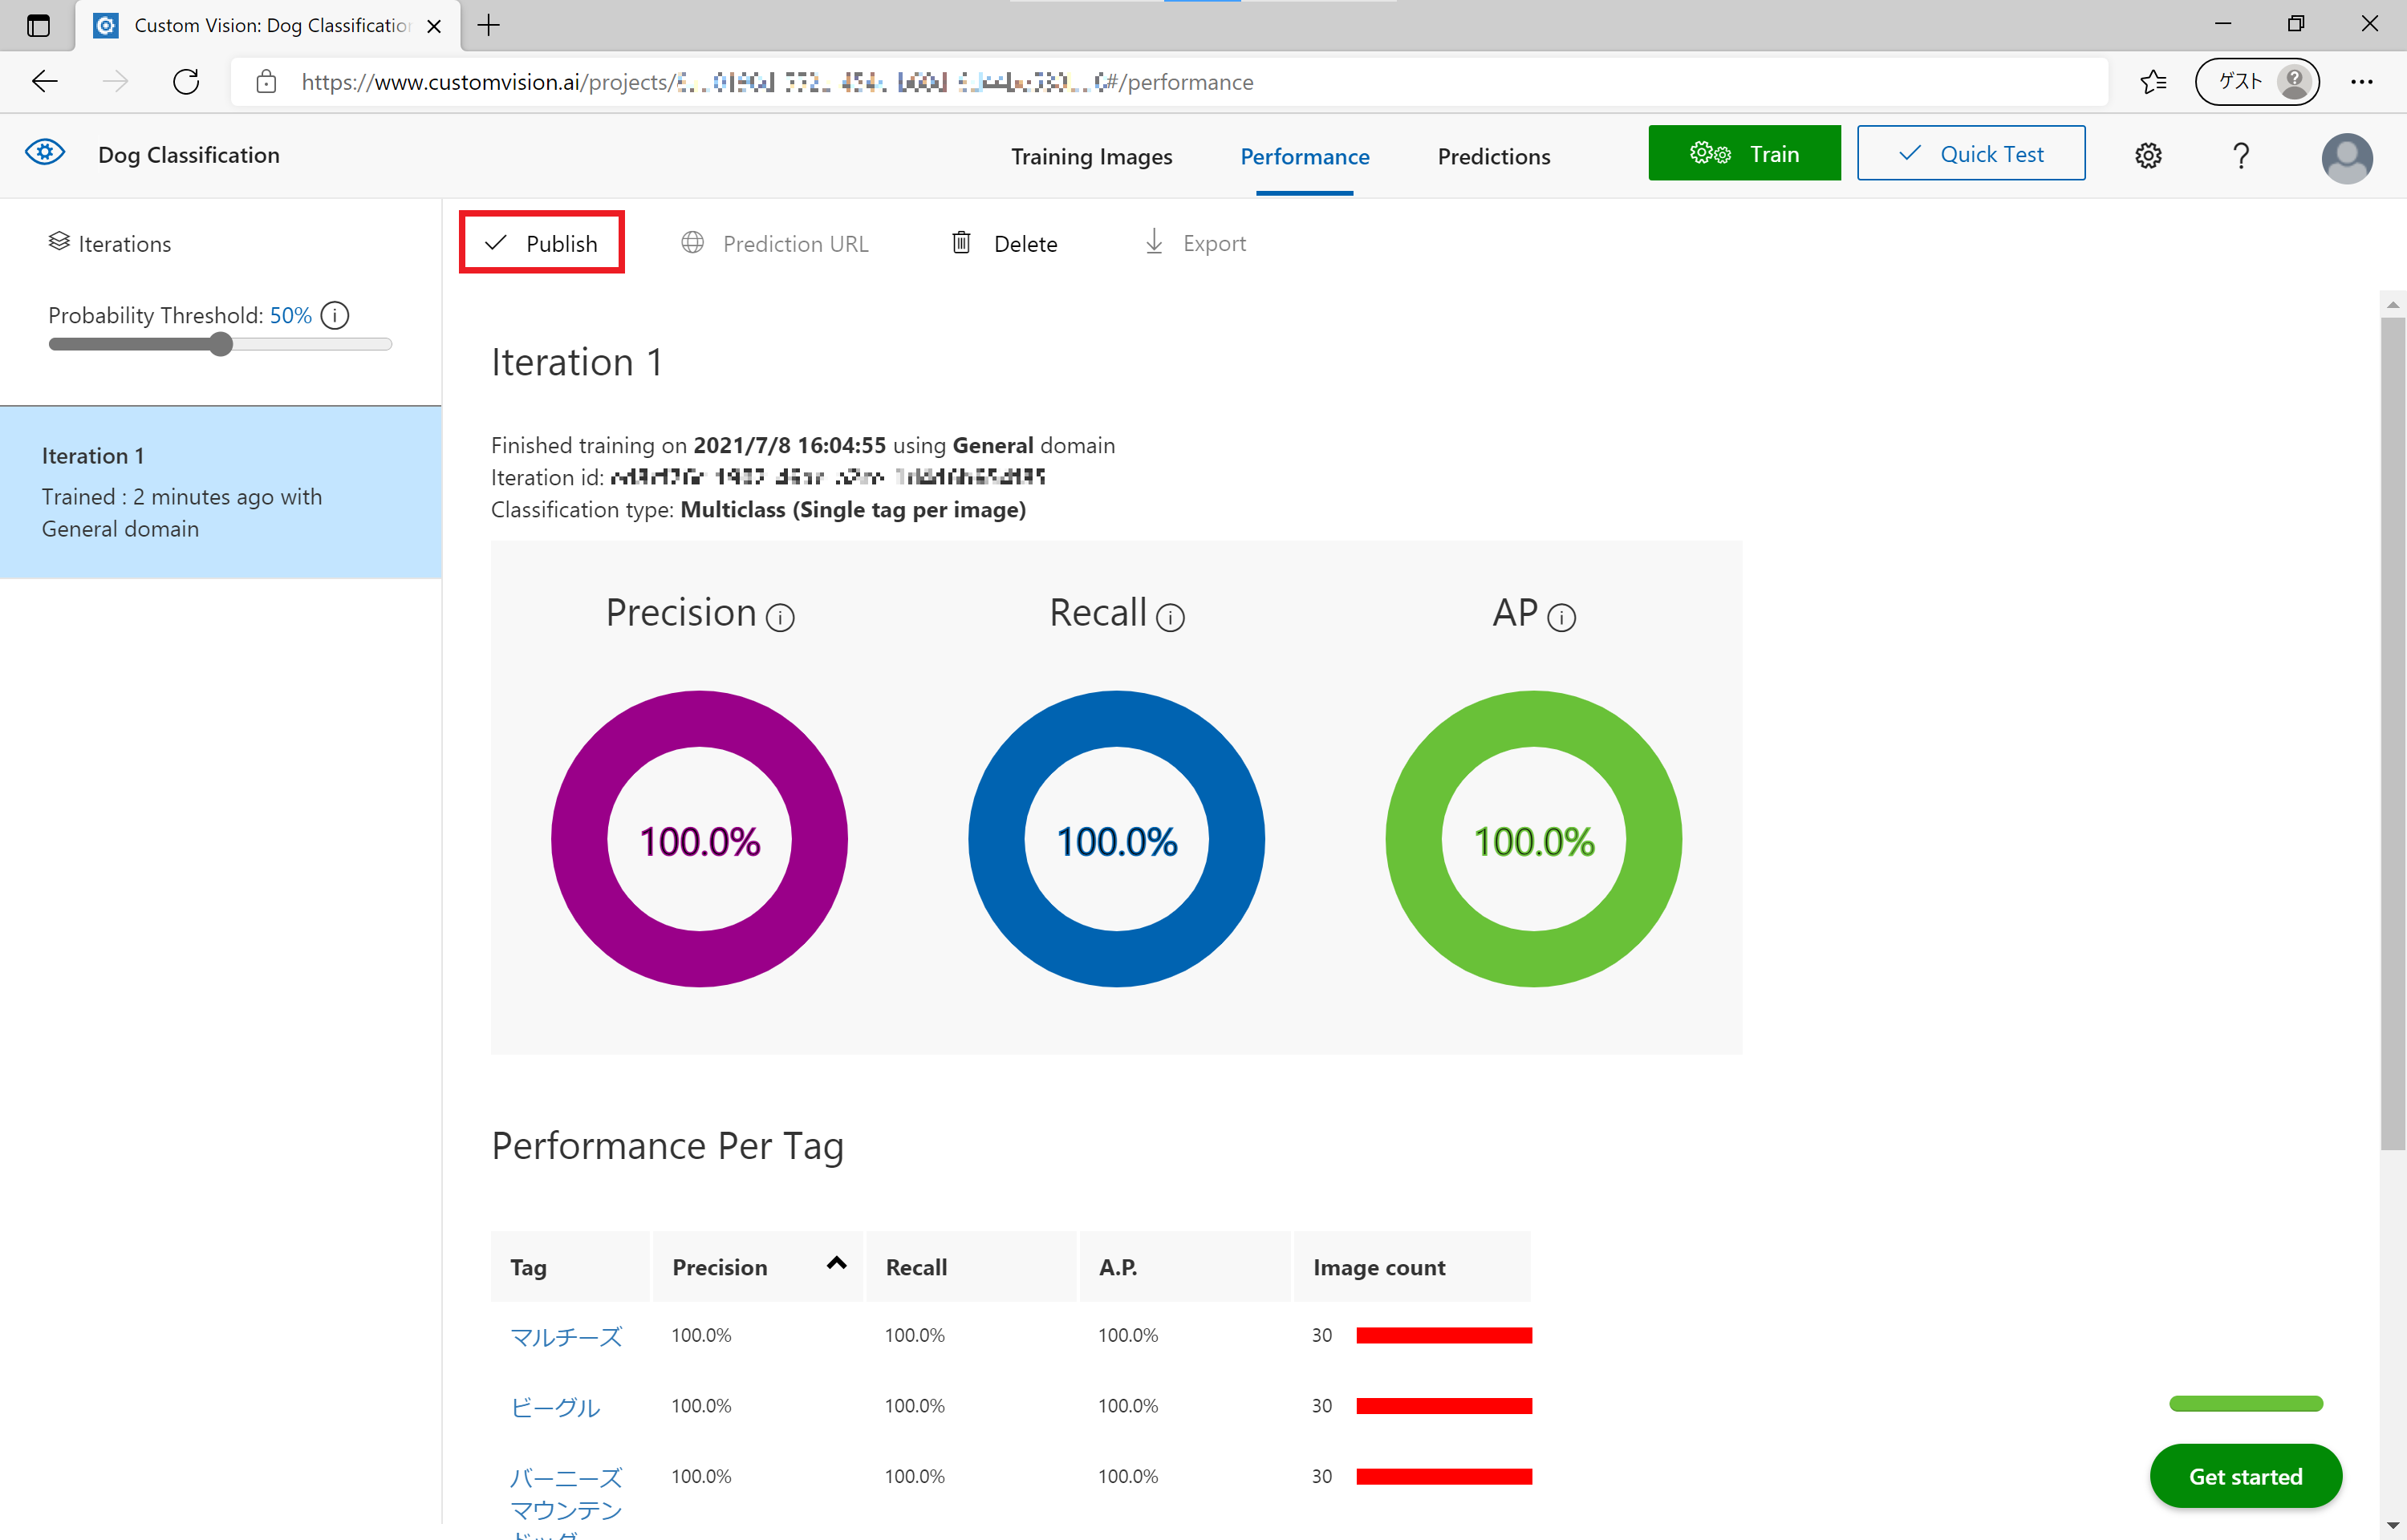 Custom Vision: Dog Classification
https://www.customvision.ai/projects/
#/performance
ゲスト
Dog Classification
Training Images
Performance
Predictions
Train
Quick Test
?
Iterations
Publish
Prediction URL
Delete
Export
Probability Threshold: 50%
Iteration 1
Trained : 2 minutes ago with
General domain
Iteration 1
Finished training on 2021/7/8 16:04:55 using General domain
Iteration id:
Classification type: Multiclass (Single tag per image)
Precision
Recall
AP
100.0%
100.0%
100.0%
Performance Per Tag
Tag Precision Recall A.P. Image count
マルチーズ 100.0% 100.0% 100.0% 30
ビーグル 100.0% 100.0% 100.0% 30
バーニーズ 100.0% 100.0% 100.0% 30
マウンテン
Get started